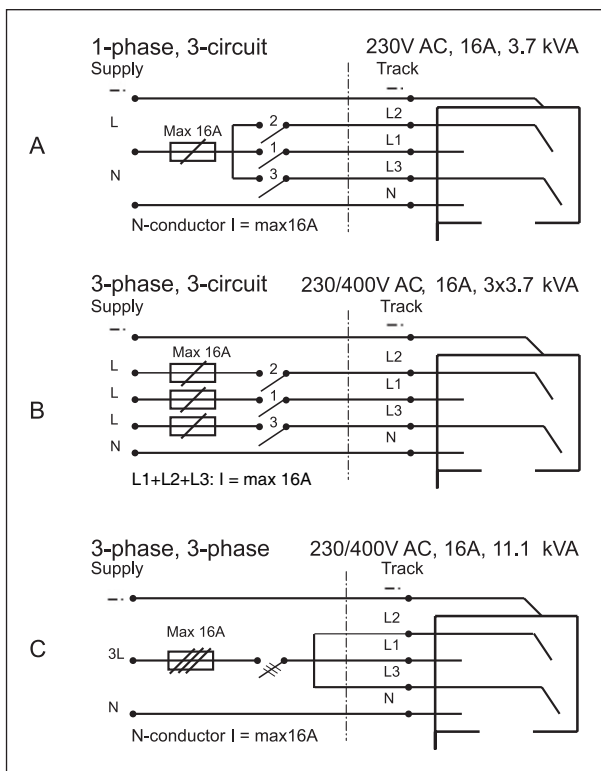 1-phase, 3-circuit 230V AC, 16A, 3.7 kVA
Supply Track
L Max 16A 2 L2
A 1 L1
N 3 L3
N
N-conductor I = max16A
3-phase, 3-circuit 230/400V AC, 16A, 3x3.7 kVA
Supply Track
Max 16A
L 2 L2
L 1 L1
B L 3 L3
N N
L1+L2+L3: I = max 16A
3-phase, 3-phase 230/400V AC, 16A, 11.1 kVA
Supply Track
Max 16A L2
C 3L L1
L3
N N
N-conductor I = max16A